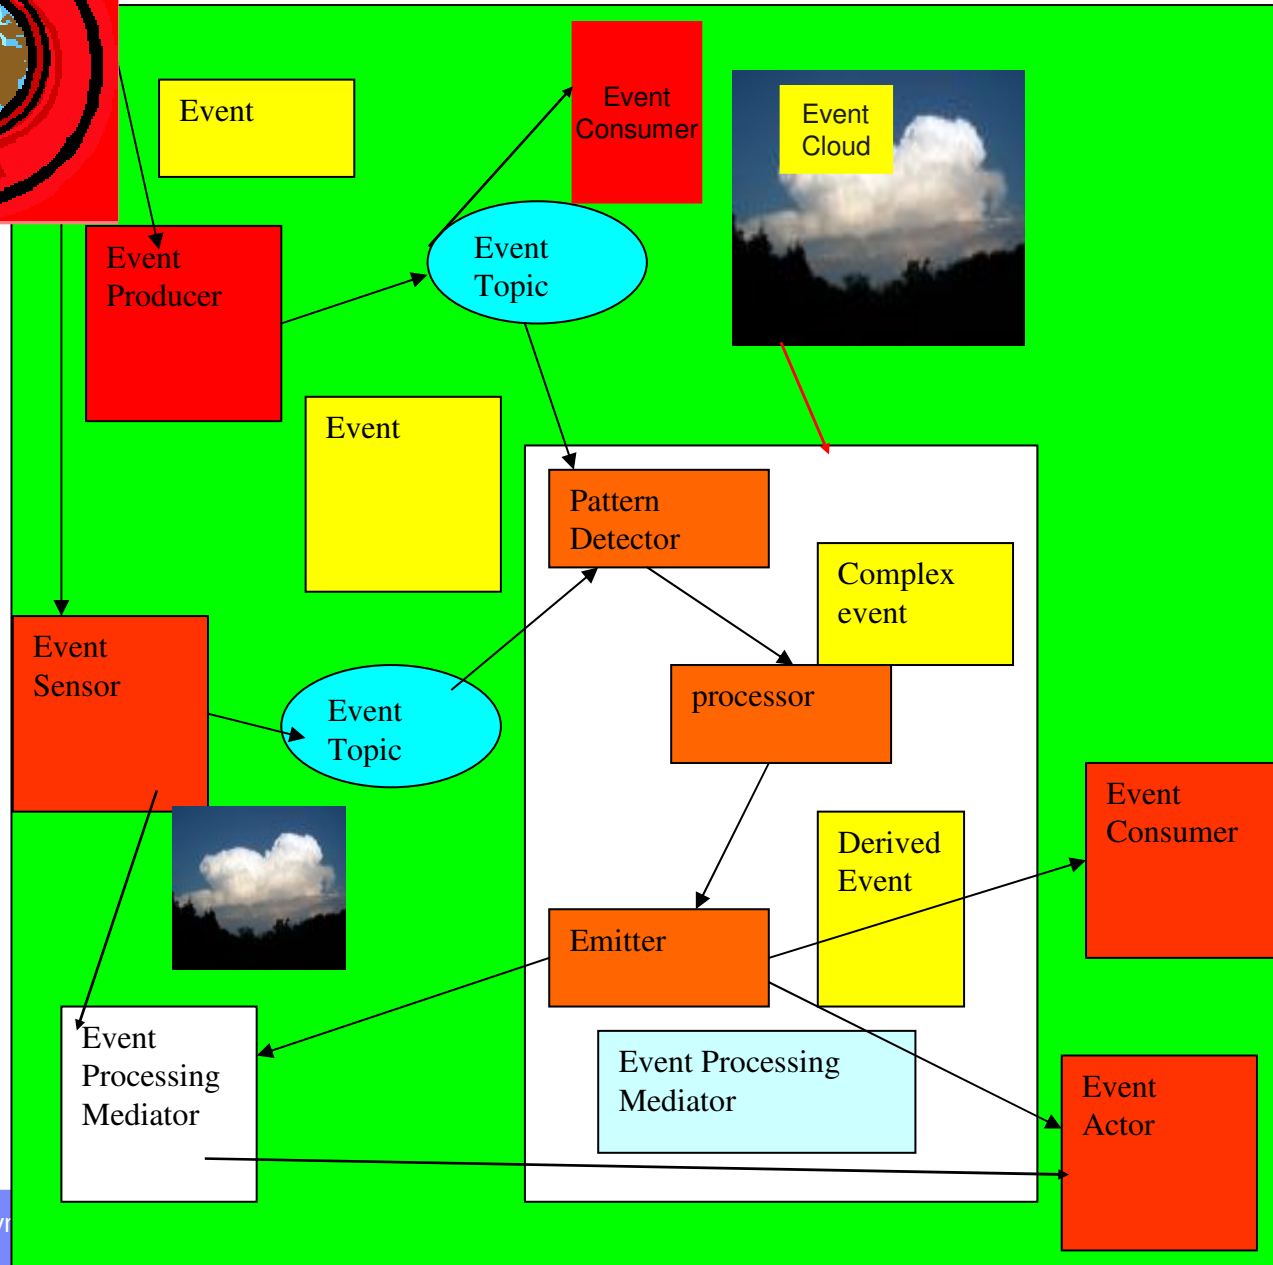 Event
Event
Consumer
Event
Cloud
Event
Producer
Event
Topic
Event
Pattern
Detector
Complex
event
Event
Sensor
processor
Event
Topic
Event
Consumer
Derived
Event
Emitter
Event
Processing
Mediator
Event Processing
Mediator
Event
Actor